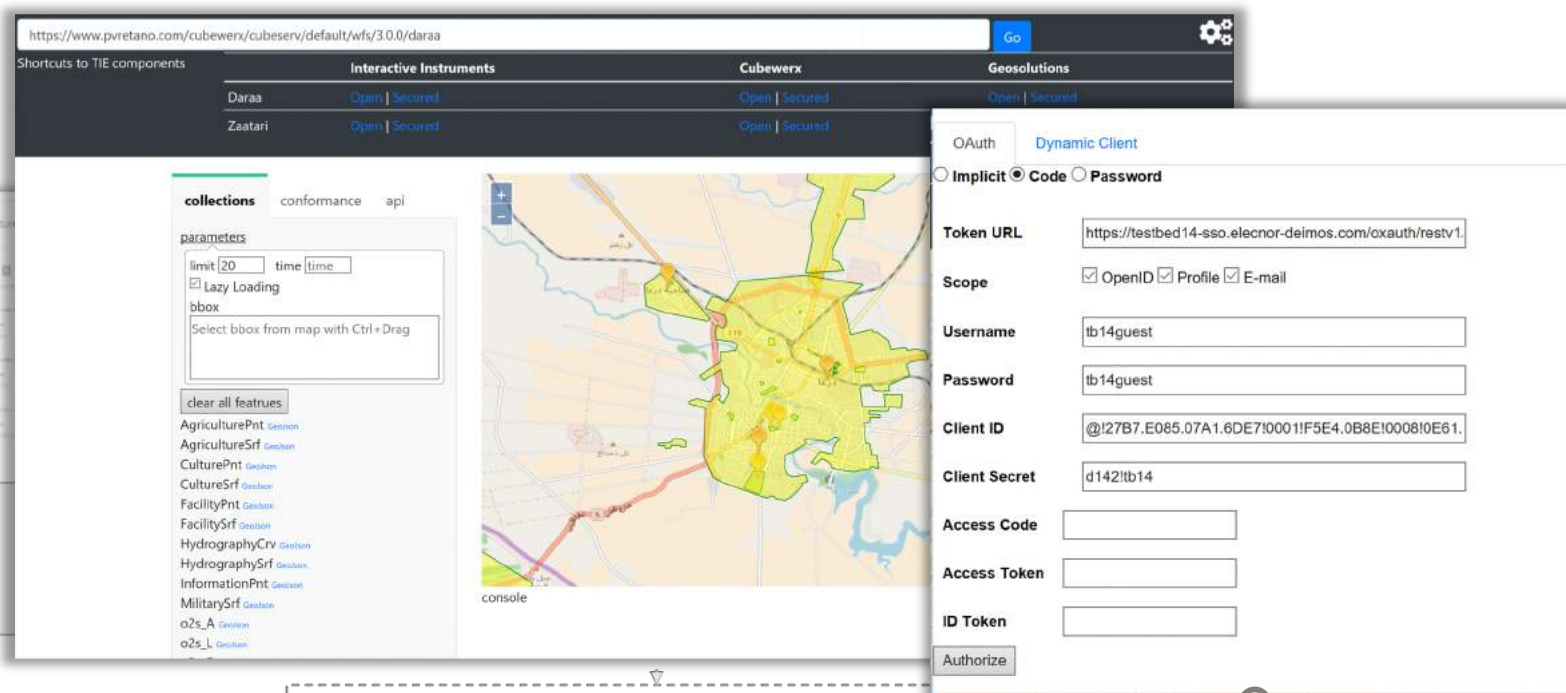 https://www.pvretano.com/cubewerx/cubeserv/default/wfs/3.0.0/daraa
Go
Shortcuts to TIE components
Interactive Instruments Cubewerx Geosolutions
Daraa Open | Secured Open | Secured Open | Secured
Zaatari Open | Secured Open | Secured
collections conformance api
parameters
limit 20 time time
Lazy Loading
bbox
Select bbox from map with Ctrl+Drag
clear all featrues
AgriculturePnt GeoJson
AgricultureSrf GeoJson
CulturePnt GeoJson
CultureSrf GeoJson
FacilityPnt GeoJson
FacilitySrf GeoJson
HydrographyCrv GeoJson
HydrographySrf GeoJson
InformationPnt GeoJson
MilitarySrf GeoJson
o2s_A GeoJson
o2s_L GeoJson
+
−
119
درعا
5
console
OAuth Dynamic Client
Implicit Code Password
Token URL https://testbed14-sso.elecnor-deimos.com/oxauth/restv1.
Scope OpenID Profile E-mail
Username tb14guest
Password tb14guest
Client ID @!27B7.E085.07A1.6DE7!0001!F5E4.0B8E!0008!0E61.
Client Secret d142!tb14
Access Code
Access Token
ID Token
Authorize